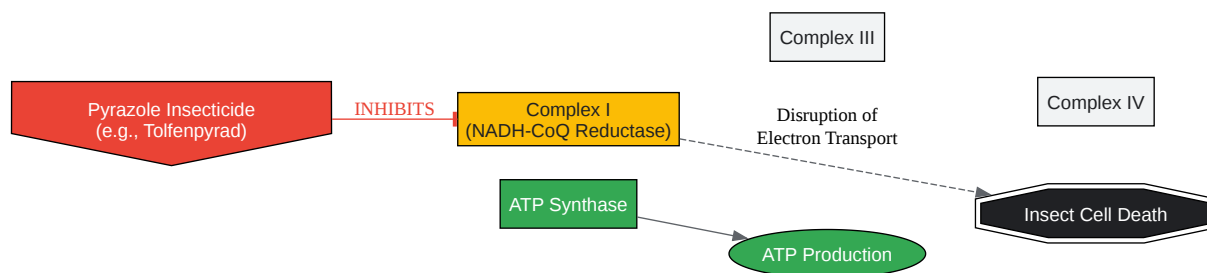 Complex III
Pyrazole Insecticide
(e.g., Tolfenpyrad)
INHIBITS
Complex I
(NADH-CoQ Reductase)
Disruption of
Electron Transport
Complex IV
ATP Synthase
Insect Cell Death
ATP Production